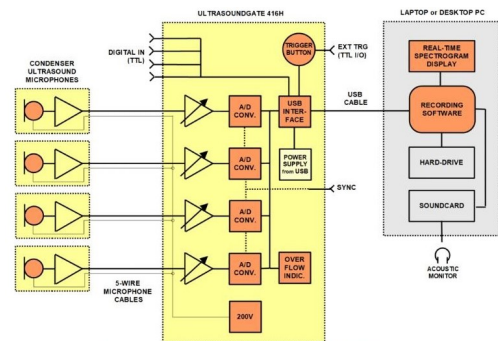 ULTRASOUNDGATE 416H
LAPTOP or DESKTOP PC
DIGITAL IN
(TTL)
TRIGGER
BUTTON
EXT TRG
(TTL I/O)
REAL-TIME
SPECTROGRAM
DISPLAY
CONDENSER
ULTRASOUND
MICROPHONES
A/D
CONV.
USB
INTER-
FACE
USB
CABLE
RECORDING
SOFTWARE
A/D
CONV.
POWER
SUPPLY
from USB
HARD-DRIVE
SYNC
A/D
CONV.
SOUNDCARD
A/D
CONV.
OVER
FLOW
INDIC.
ACOUSTIC
MONITOR
5-WIRE
MICROPHONE
CABLES
200V